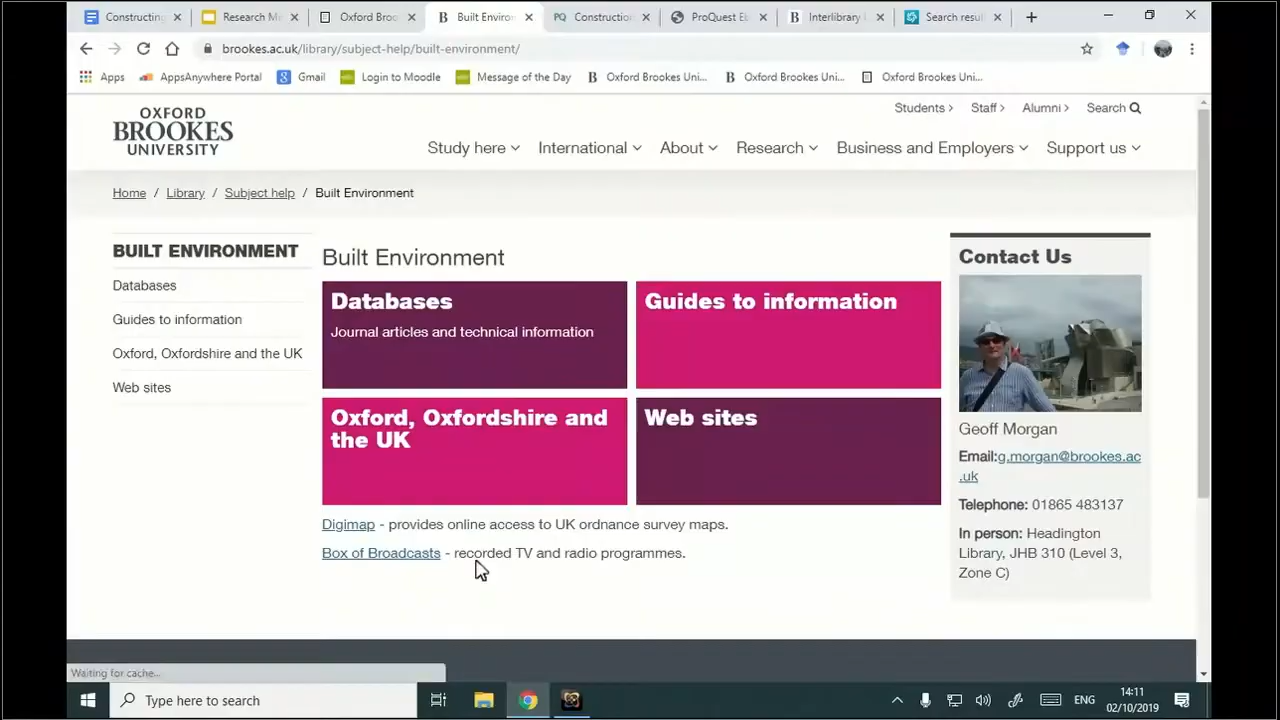 Constructing
Research M
Oxford Broo
Built Environ
Construction
ProQuest Eb
Interlibrary
Search resul
brookes.ac.uk/library/subject-help/built-environment/
Apps
AppsAnywhere Portal
Gmail
Login to Moodle
Message of the Day
Oxford Brookes Uni...
Oxford Brookes Uni...
Oxford Brookes Uni...
OXFORD
BROOKES
UNIVERSITY
Students
Staff
Alumni
Search
Study here
International
About
Research
Business and Employers
Support us
Home / Library / Subject help / Built Environment
BUILT ENVIRONMENT
Databases
Guides to information
Oxford, Oxfordshire and the UK
Web sites
Built Environment
Databases
Journal articles and technical information
Guides to information
Oxford, Oxfordshire and
the UK
Web sites
Digimap - provides online access to UK ordnance survey maps.
Box of Broadcasts - recorded TV and radio programmes.
Contact Us
Geoff Morgan
Email:g.morgan@brookes.ac
.uk
Telephone: 01865 483137
In person: Headington
Library, JHB 310 (Level 3,
Zone C)
Waiting for cache...
Type here to search
ENG
14:11
02/10/2019